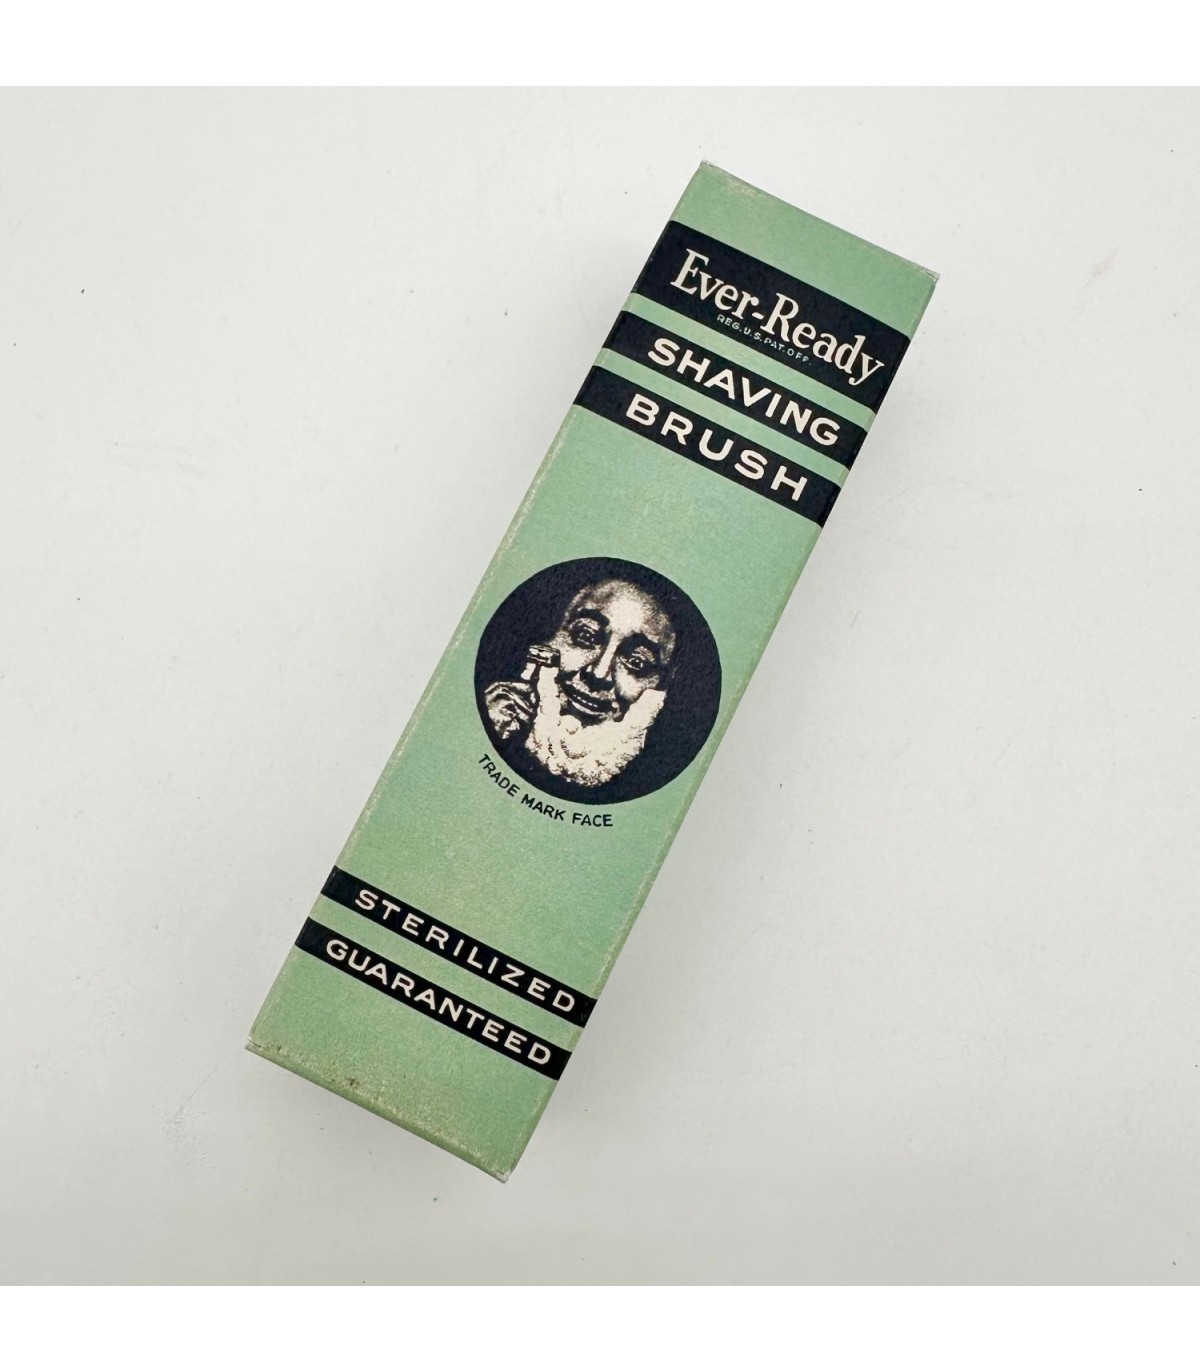 Ever-Ready
REG. U.S. PAT. OFF.
SHAVING
BRUSH
TRADE MARK FACE
STERILIZED
GUARANTEED